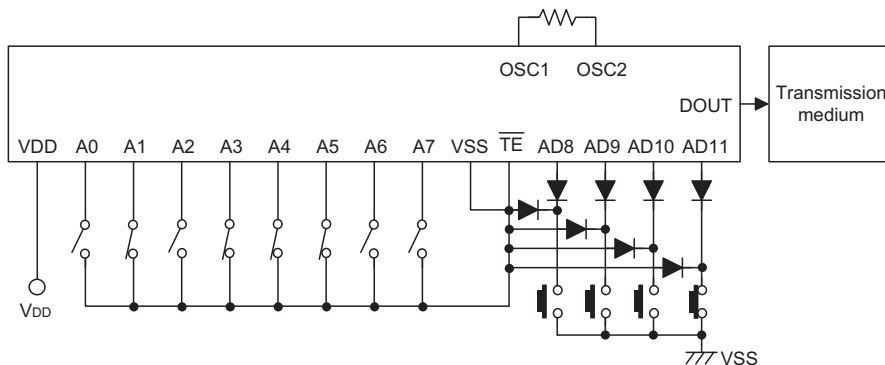 OSC1 OSC2
DOUT
Transmission
medium
VDD A0 A1 A2 A3 A4 A5 A6 A7 VSS TE AD8 AD9 AD10 AD11
VDD
VSS